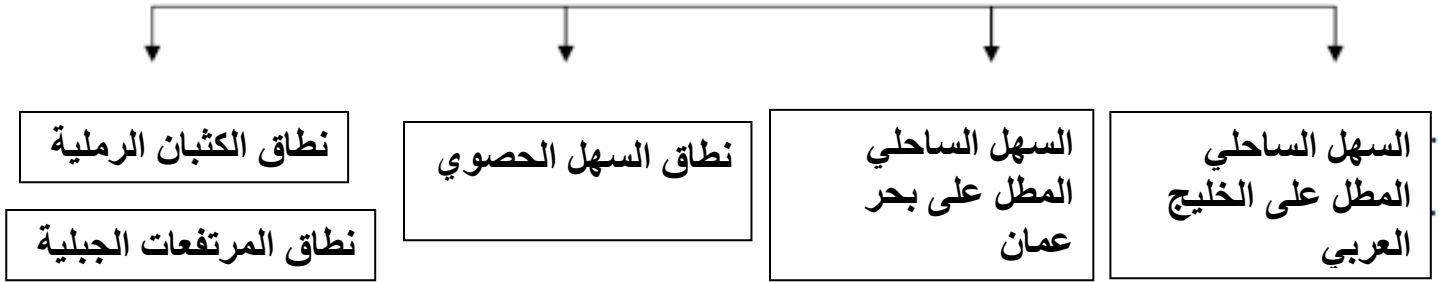 السهل الساحلي
المطل على الخليج
العربي
السهل الساحلي
المطل على بحر
عمان
نطاق السهل الحصوي
نطاق الكثبان الرملية
نطاق المرتفعات الجبلية